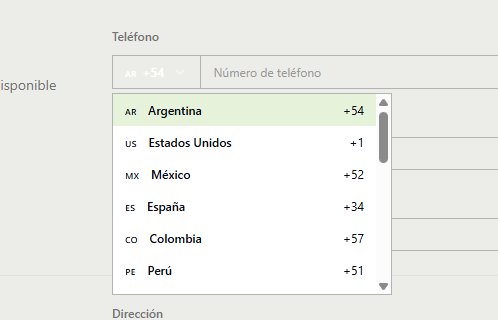 Teléfono
isponible
AR +54 Número de teléfono
AR Argentina +54
US Estados Unidos +1
MX México +52
ES España +34
CO Colombia +57
PE Perú +51
Dirección